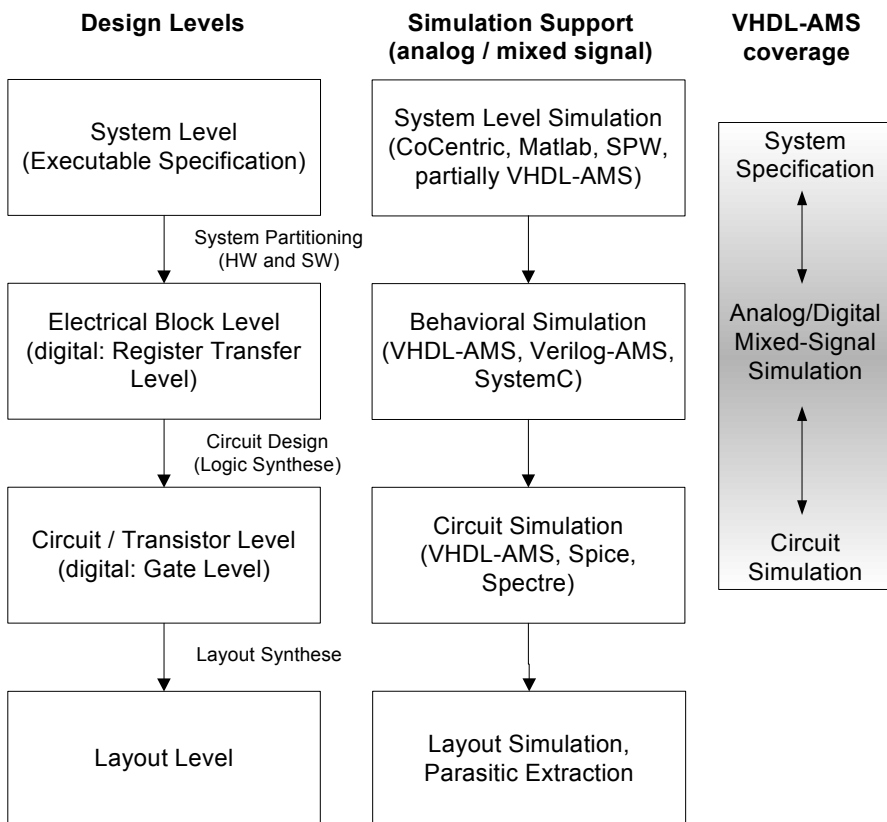 Design Levels
System Level
(Executable Specification)
System Partitioning
(HW and SW)
Electrical Block Level
(digital: Register Transfer
Level)
Circuit Design
(Logic Synthese)
Circuit / Transistor Level
(digital: Gate Level)
Layout Synthese
Layout Level
Simulation Support
(analog / mixed signal)
System Level Simulation
(CoCentric, Matlab, SPW,
partially VHDL-AMS)
Behavioral Simulation
(VHDL-AMS, Verilog-AMS,
SystemC)
Circuit Simulation
(VHDL-AMS, Spice,
Spectre)
Layout Simulation,
Parasitic Extraction
VHDL-AMS
coverage
System
Specification
Analog/Digital
Mixed-Signal
Simulation
Circuit
Simulation